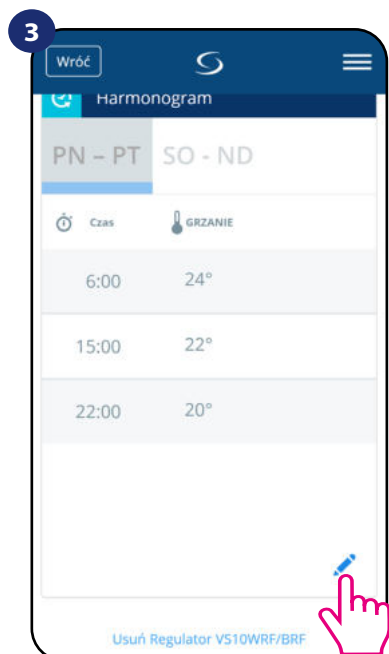 3
Wróć
Harmonogram
PN – PT SO - ND
Czas GRZANIE
6:00 24°
15:00 22°
22:00 20°
Usuń Regulator VS10WRF/BRF